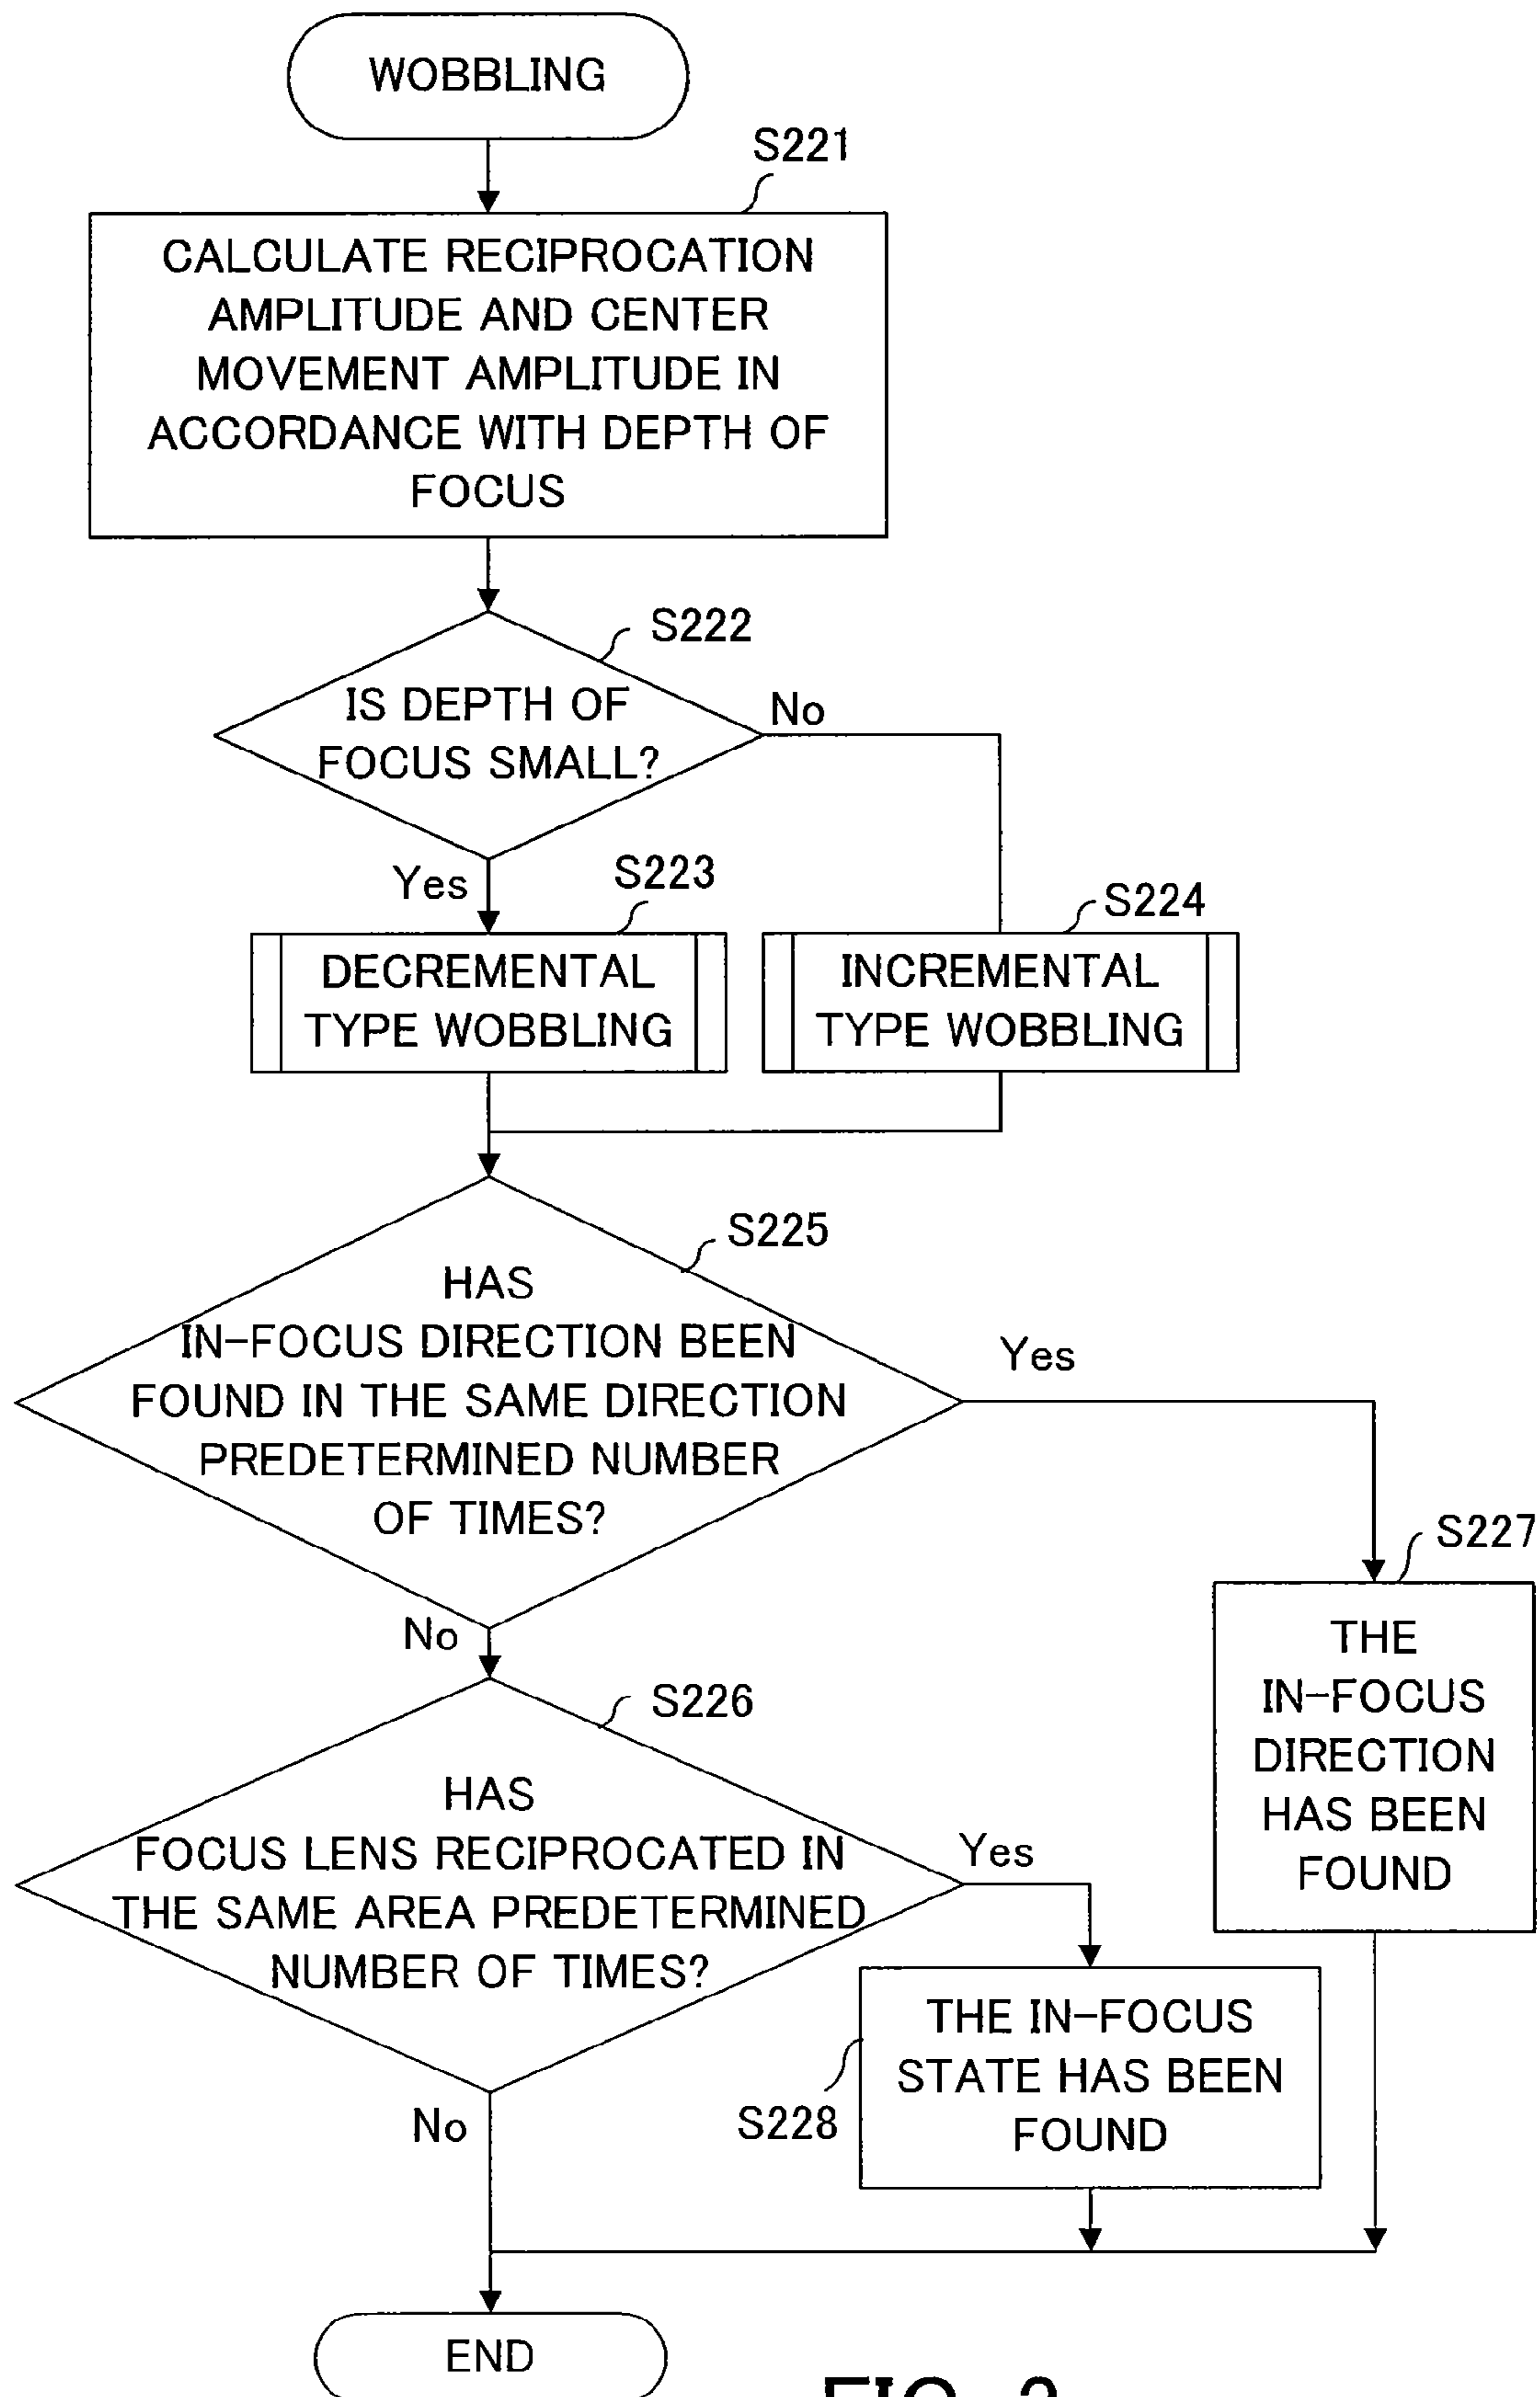 WOBBLING
S221
CALCULATE RECIPROCATION
AMPLITUDE AND CENTER
MOVEMENT AMPLITUDE IN
ACCORDANCE WITH DEPTH OF
FOCUS
S222
IS DEPTH OF
FOCUS SMALL?
No
Yes
S223
S224
DECREMENTAL
TYPE WOBBLING
INCREMENTAL
TYPE WOBBLING
S225
HAS
IN-FOCUS DIRECTION BEEN
FOUND IN THE SAME DIRECTION
PREDETERMINED NUMBER
OF TIMES?
Yes
No
S227
THE
IN-FOCUS
DIRECTION
HAS BEEN
FOUND
S226
HAS
FOCUS LENS RECIPROCATED IN
THE SAME AREA PREDETERMINED
NUMBER OF TIMES?
Yes
No
S228
THE IN-FOCUS
STATE HAS BEEN
FOUND
END